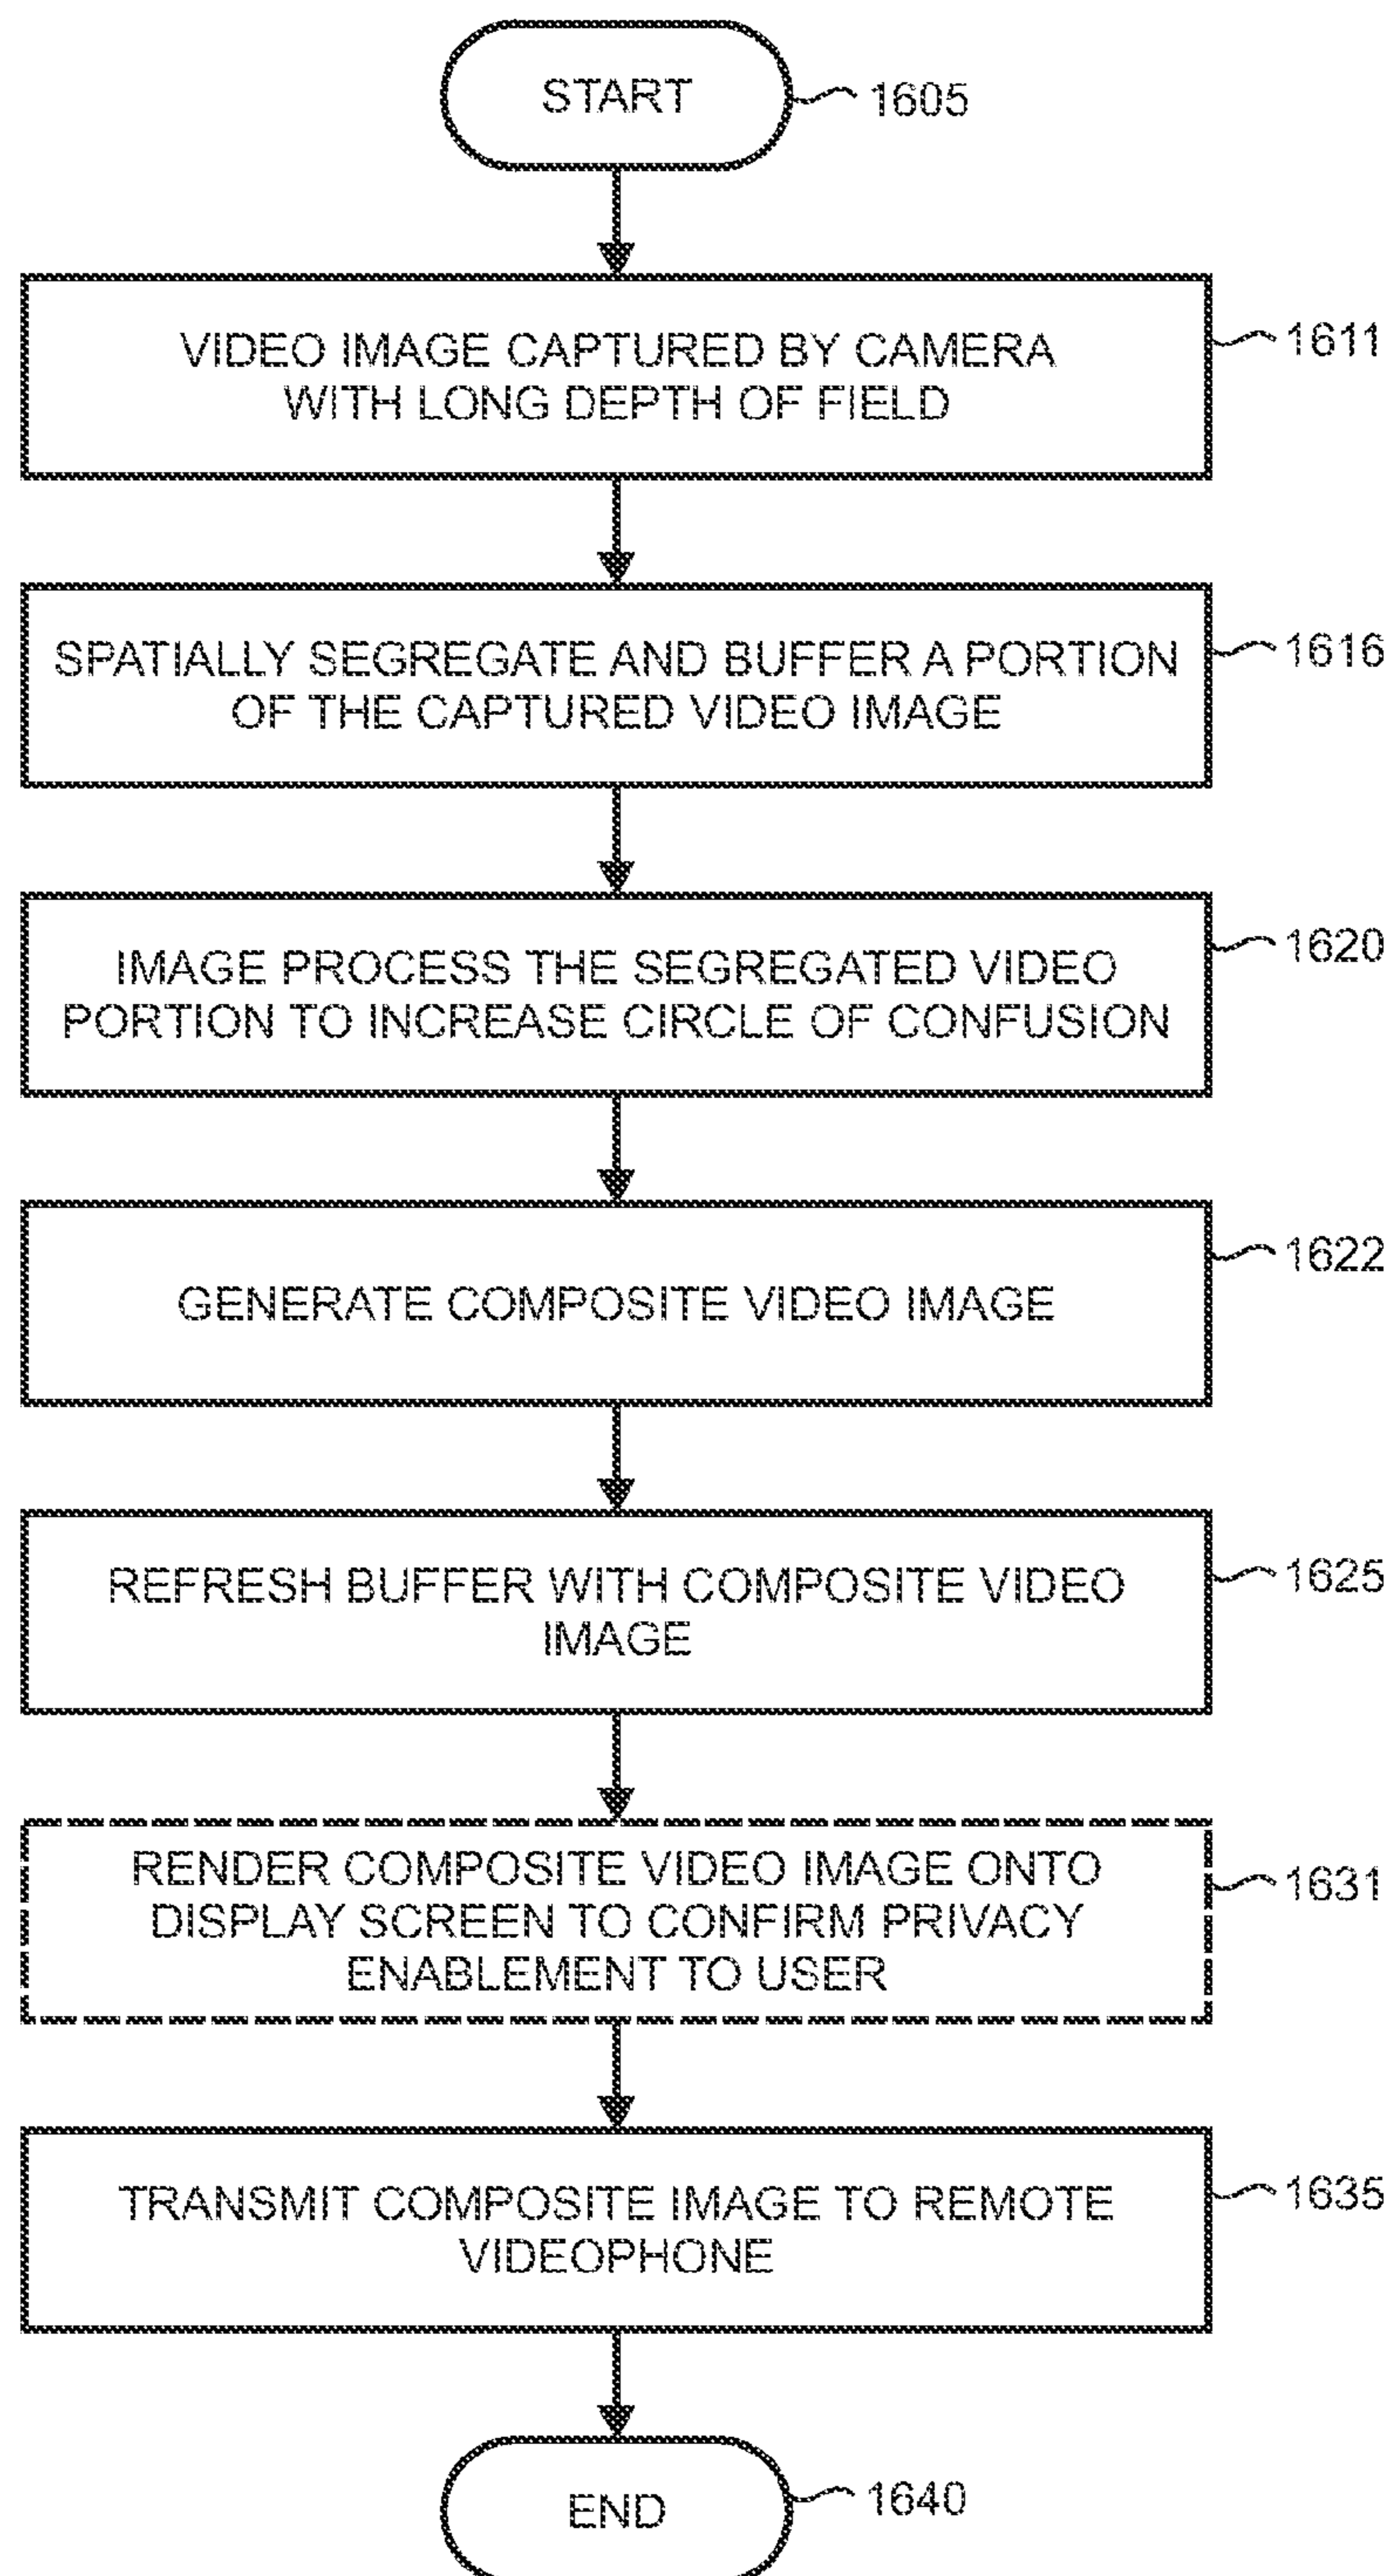 START
1605
VIDEO IMAGE CAPTURED BY CAMERA
WITH LONG DEPTH OF FIELD
1611
SPATIALLY SEGREGATE AND BUFFER A PORTION
OF THE CAPTURED VIDEO IMAGE
1616
IMAGE PROCESS THE SEGREGATED VIDEO
PORTION TO INCREASE CIRCLE OF CONFUSION
1620
GENERATE COMPOSITE VIDEO IMAGE
1622
REFRESH BUFFER WITH COMPOSITE VIDEO
IMAGE
1625
RENDER COMPOSITE VIDEO IMAGE ONTO
DISPLAY SCREEN TO CONFIRM PRIVACY
ENABLEMENT TO USER
1631
TRANSMIT COMPOSITE IMAGE TO REMOTE
VIDEOPHONE
1635
END
1640